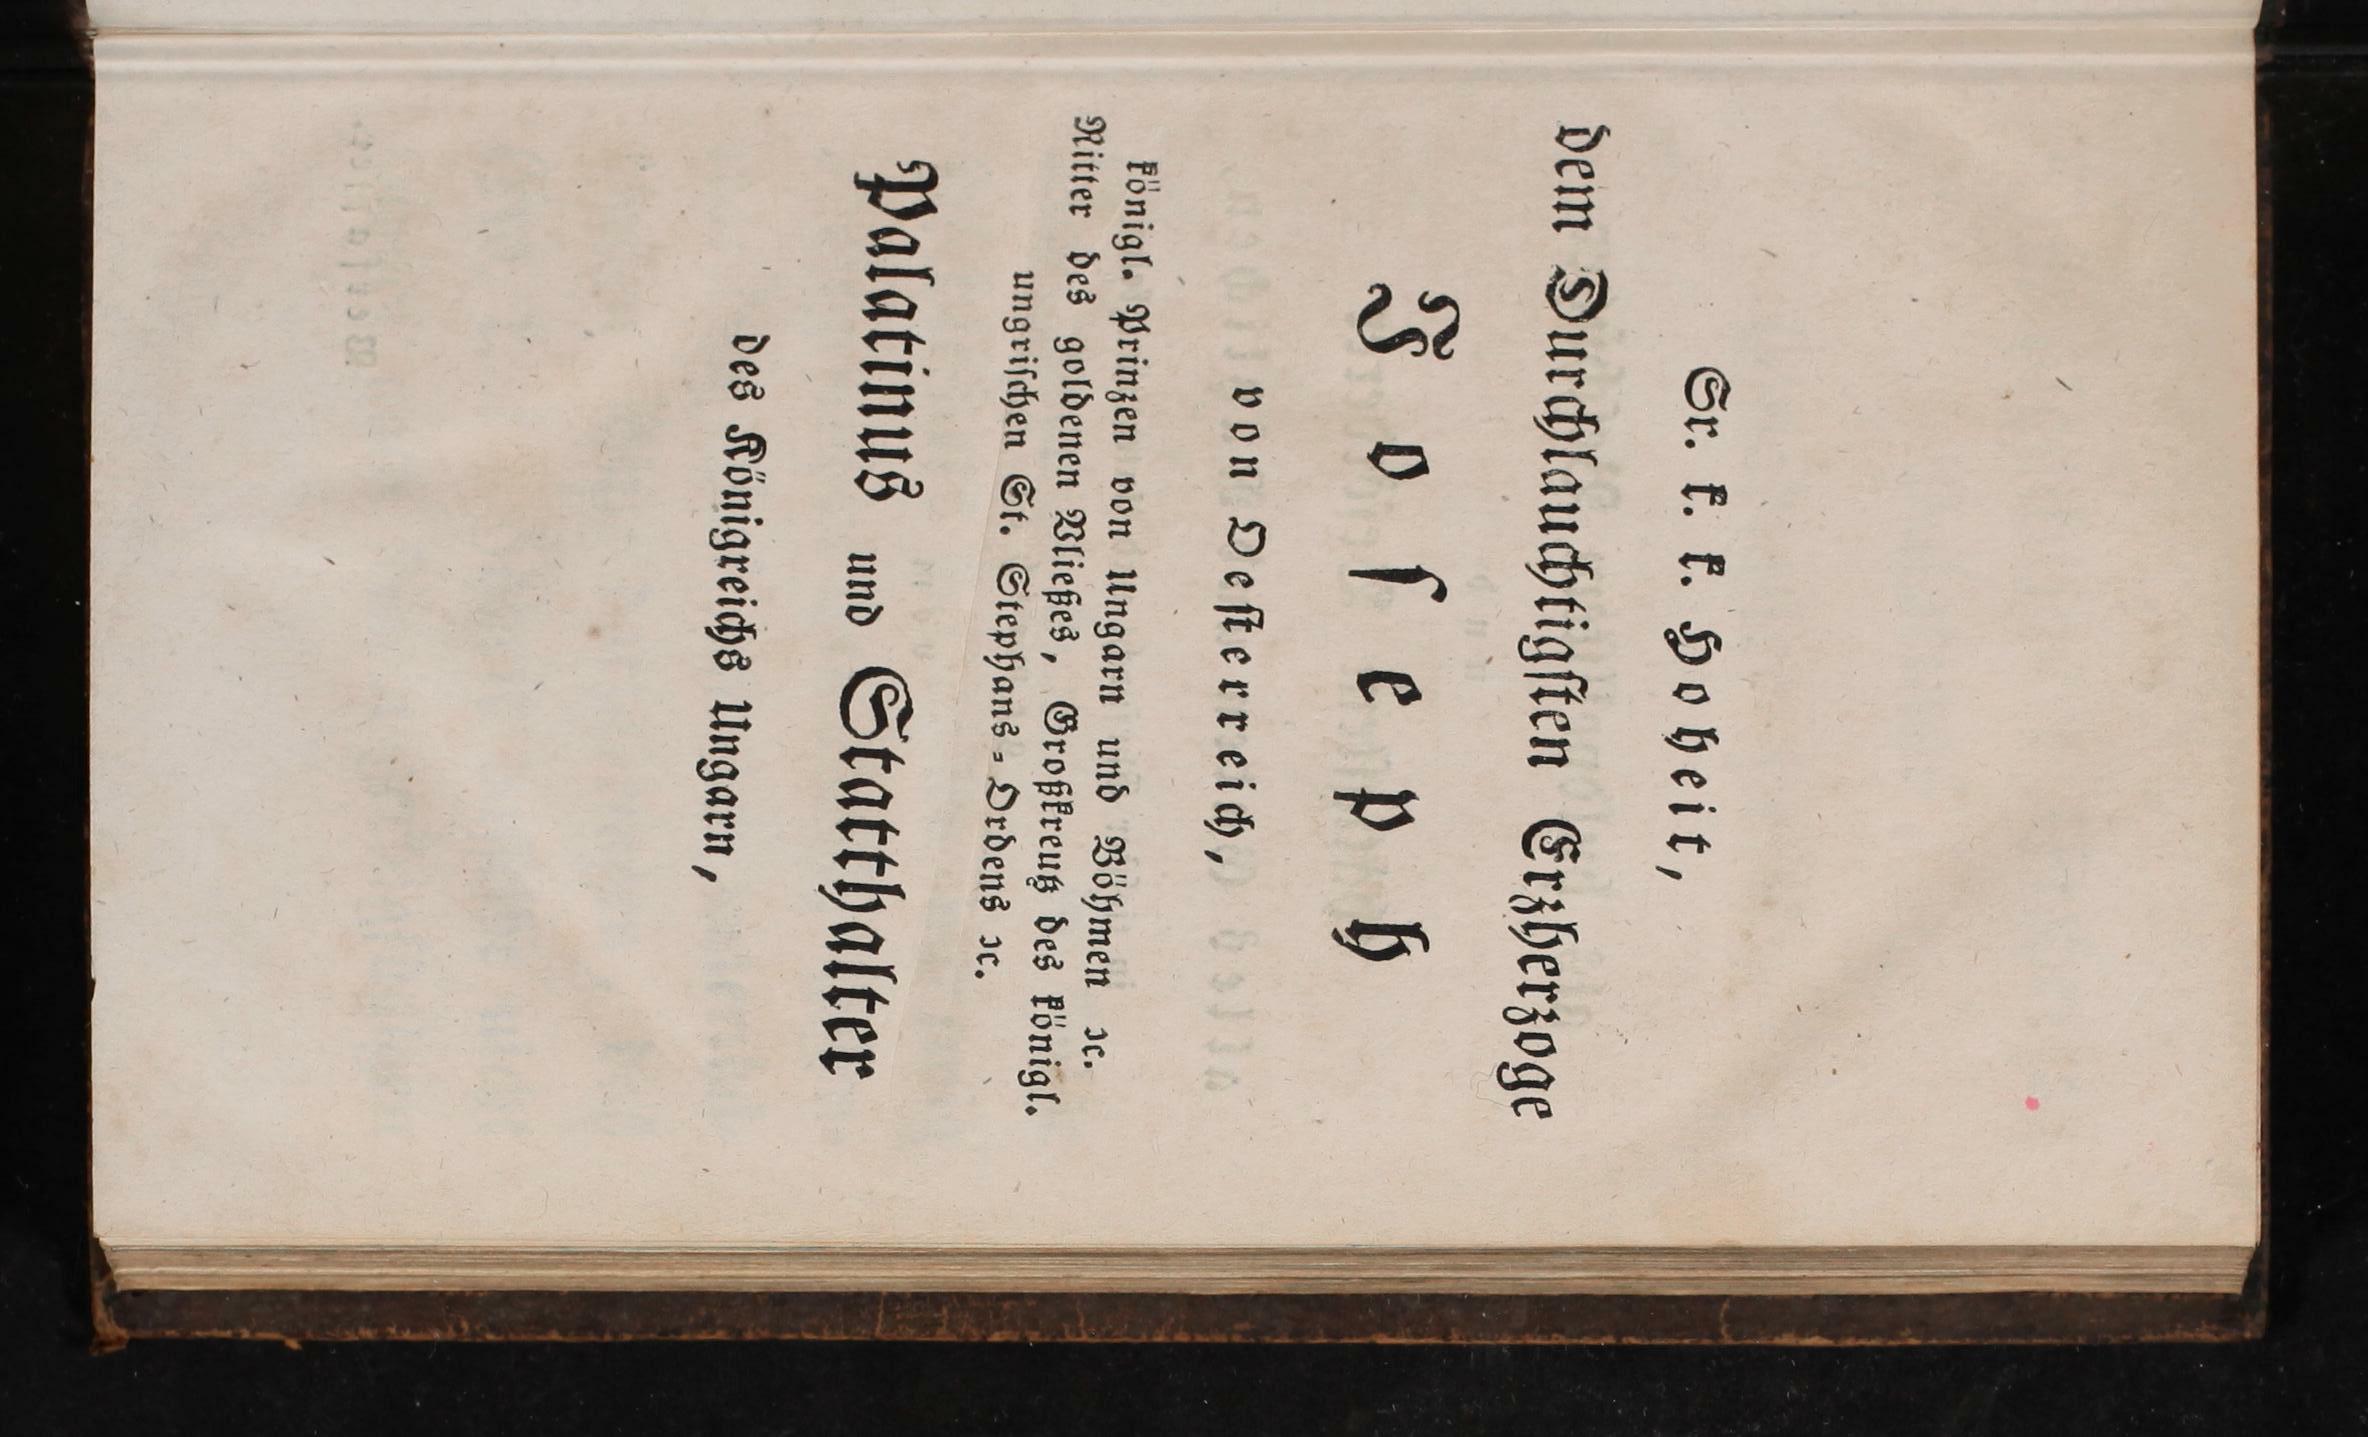 Sr. k. k. Hoheit,
dem Durchlauchtigſten Erzherzoge
Joſeph
von Oeſterreich,
königl. Prinzen von Ungarn und Böhmen ꝛc.
Ritter des goldenen Vließes, Großkreutz des königl.
ungriſchen St. Stephans-Ordens ꝛc.
Palatinus und Statthalter
des Königreichs Ungarn,